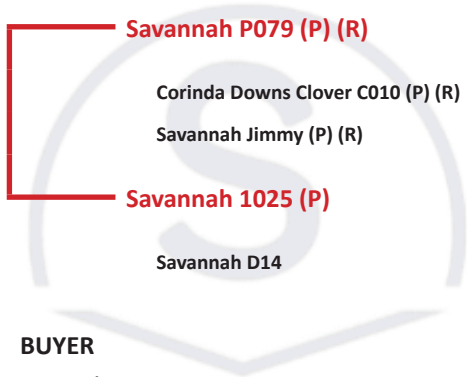 Savannah P079 (P) (R)
Corinda Downs Clover C010 (P) (R)
Savannah Jimmy (P) (R)
Savannah 1025 (P)
Savannah D14
BUYER